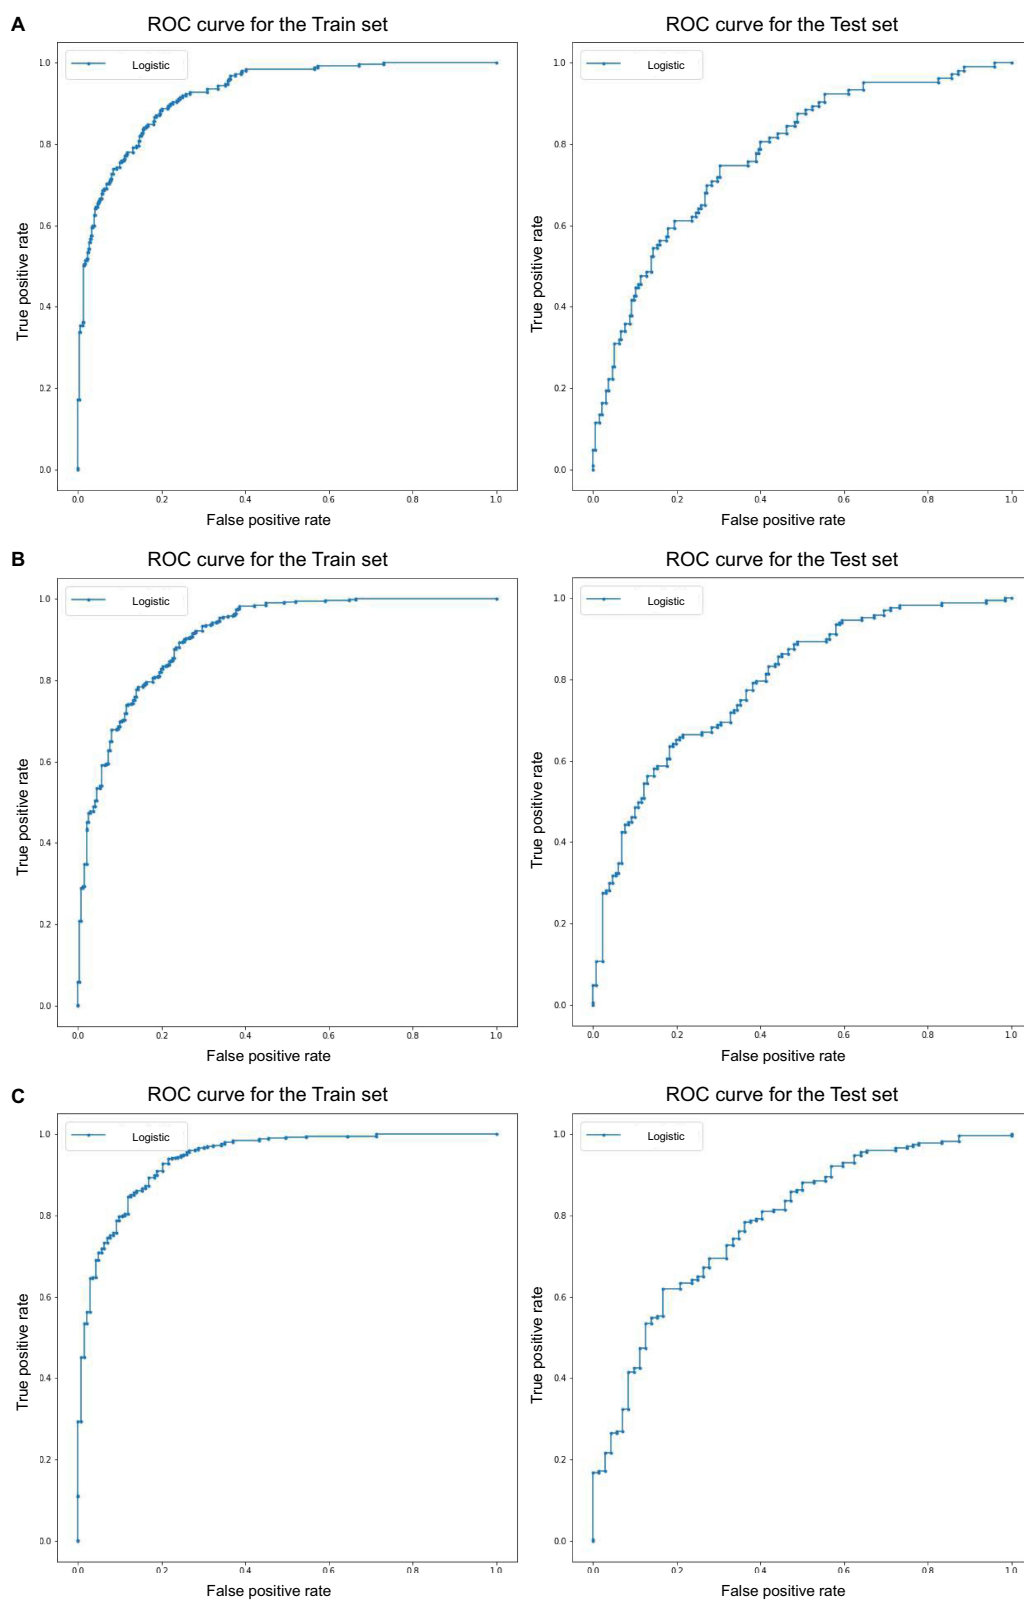 A
ROC curve for the Train set
ROC curve for the Test set
Logistic
Logistic
True positive rate
True positive rate
1.0
0.8
0.6
0.4
0.2
0.0
1.0
0.8
0.6
0.4
0.2
0.0
0.0 0.2 0.4 0.6 0.8 1.0
0.0 0.2 0.4 0.6 0.8 1.0
False positive rate
False positive rate
B
ROC curve for the Train set
ROC curve for the Test set
Logistic
Logistic
True positive rate
True positive rate
1.0
0.8
0.6
0.4
0.2
0.0
1.0
0.8
0.6
0.4
0.2
0.0
0.0 0.2 0.4 0.6 0.8 1.0
0.0 0.2 0.4 0.6 0.8 1.0
False positive rate
False positive rate
C
ROC curve for the Train set
ROC curve for the Test set
Logistic
Logistic
True positive rate
True positive rate
1.0
0.8
0.6
0.4
0.2
0.0
1.0
0.8
0.6
0.4
0.2
0.0
0.0 0.2 0.4 0.6 0.8 1.0
0.0 0.2 0.4 0.6 0.8 1.0
False positive rate
False positive rate